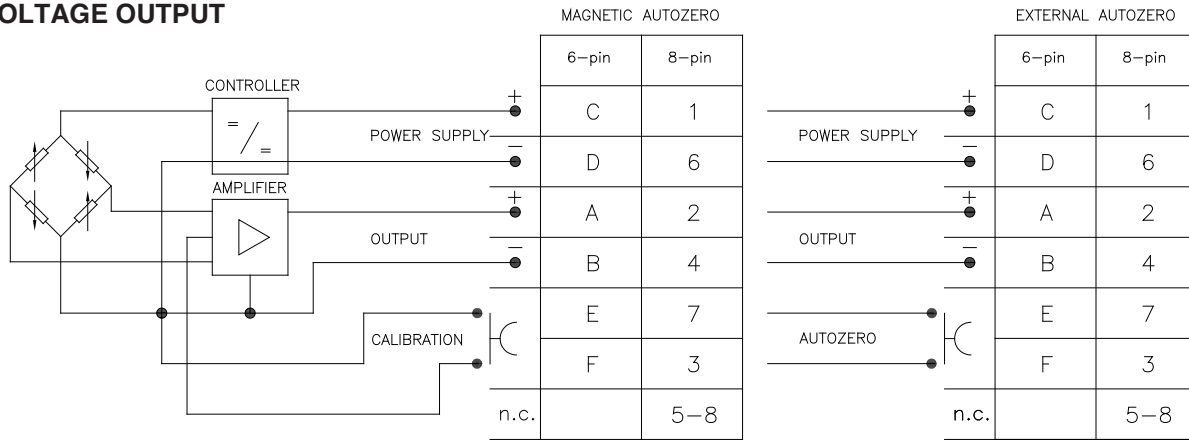 OLTAGE OUTPUT
MAGNETIC AUTOZERO
EXTERNAL AUTOZERO
6-pin 8-pin
6-pin 8-pin
CONTROLLER
= / =
AMPLIFIER
POWER SUPPLY
OUTPUT
CALIBRATION
+ C 1
− D 6
+ A 2
− B 4
E 7
F 3
n.c. 5-8
POWER SUPPLY
OUTPUT
AUTOZERO
+ C 1
− D 6
+ A 2
− B 4
E 7
F 3
n.c. 5-8